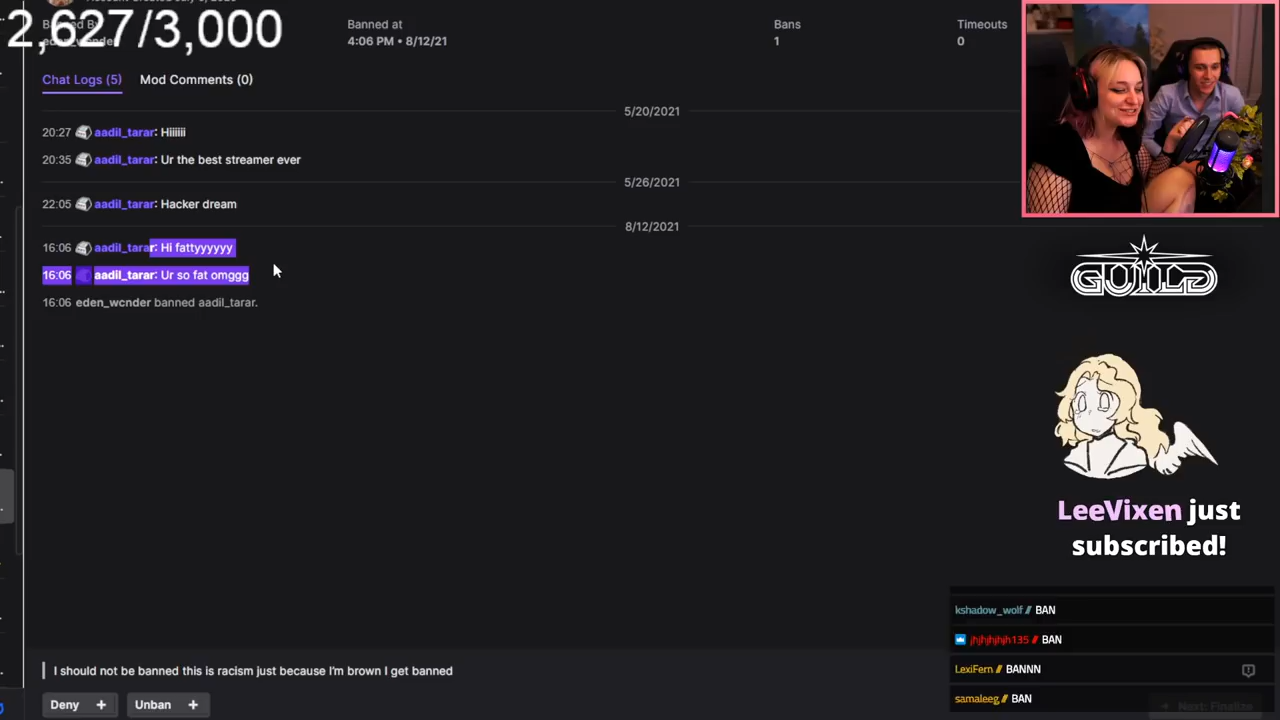 2,627/3,000
Banned at
Bans
Timeouts
4:06 PM • 8/12/21
1
0
Chat Logs (5)
Mod Comments (0)
5/20/2021
20:27 aadil_tarar: Hiiiiii
20:35 aadil_tarar: Ur the best streamer ever
5/26/2021
22:05 aadil_tarar: Hacker dream
8/12/2021
16:06 aadil_tarar: Hi fattyyyyyy
16:06 aadil_tarar: Ur so fat omggg
16:06 eden_wcnder banned aadil_tarar.
GUILD
LeeVixen just
subscribed!
kshadow_wolf // BAN
jhjhjhjhjh135 // BAN
LexiFern // BANNN
samaleeg // BAN
I should not be banned this is racism just because I'm brown I get banned
Deny +
Unban +
Next: Finalize